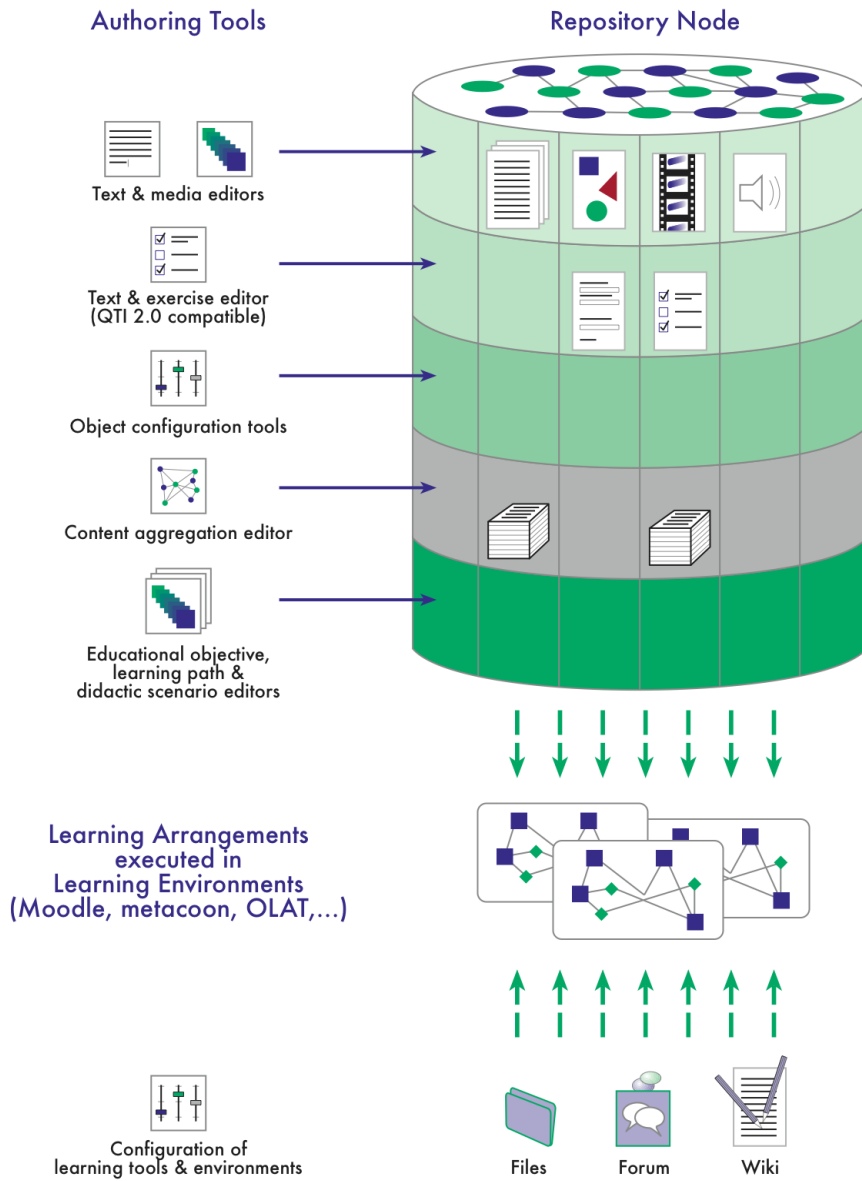 Authoring Tools
Repository Node
Text & media editors
Text & exercise editor
(QTI 2.0 compatible)
Object configuration tools
Content aggregation editor
Educational objective,
learning path &
didactic scenario editors
Learning Arrangements
executed in
Learning Environments
(Moodle, metacoon, OLAT,...)
Configuration of
learning tools & environments
Files
Forum
Wiki